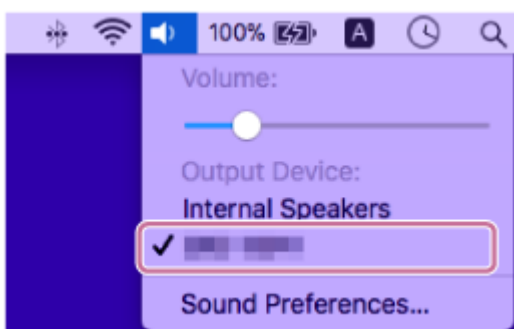 100% A
Volume:
Output Device:
Internal Speakers
Sound Preferences...